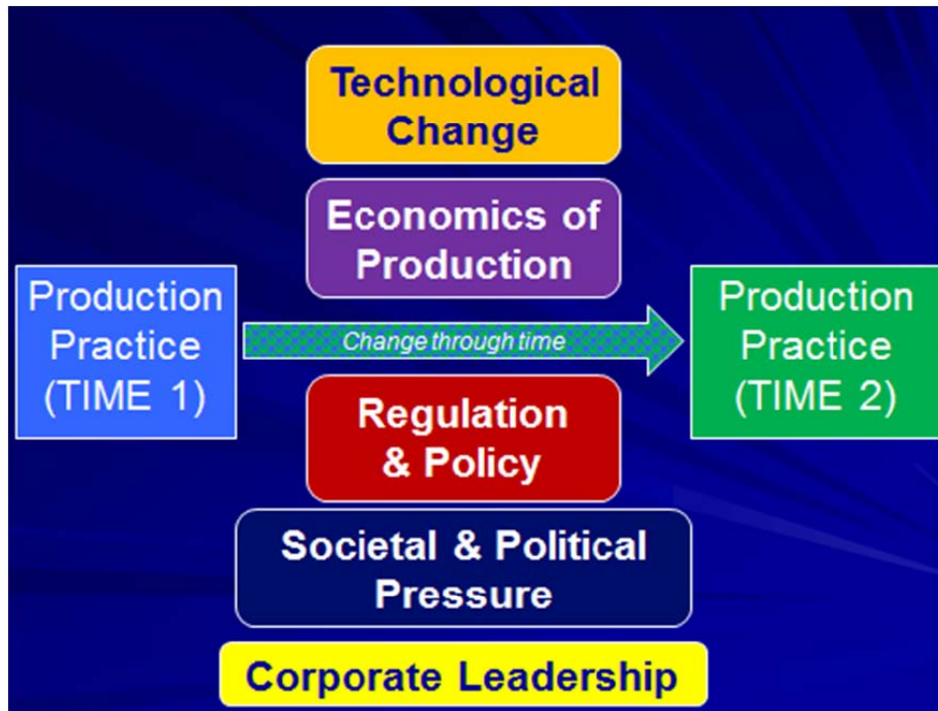 Technological
Change
Economics of
Production
Production
Practice
(TIME 1)
Change through time
Production
Practice
(TIME 2)
Regulation
& Policy
Societal & Political
Pressure
Corporate Leadership